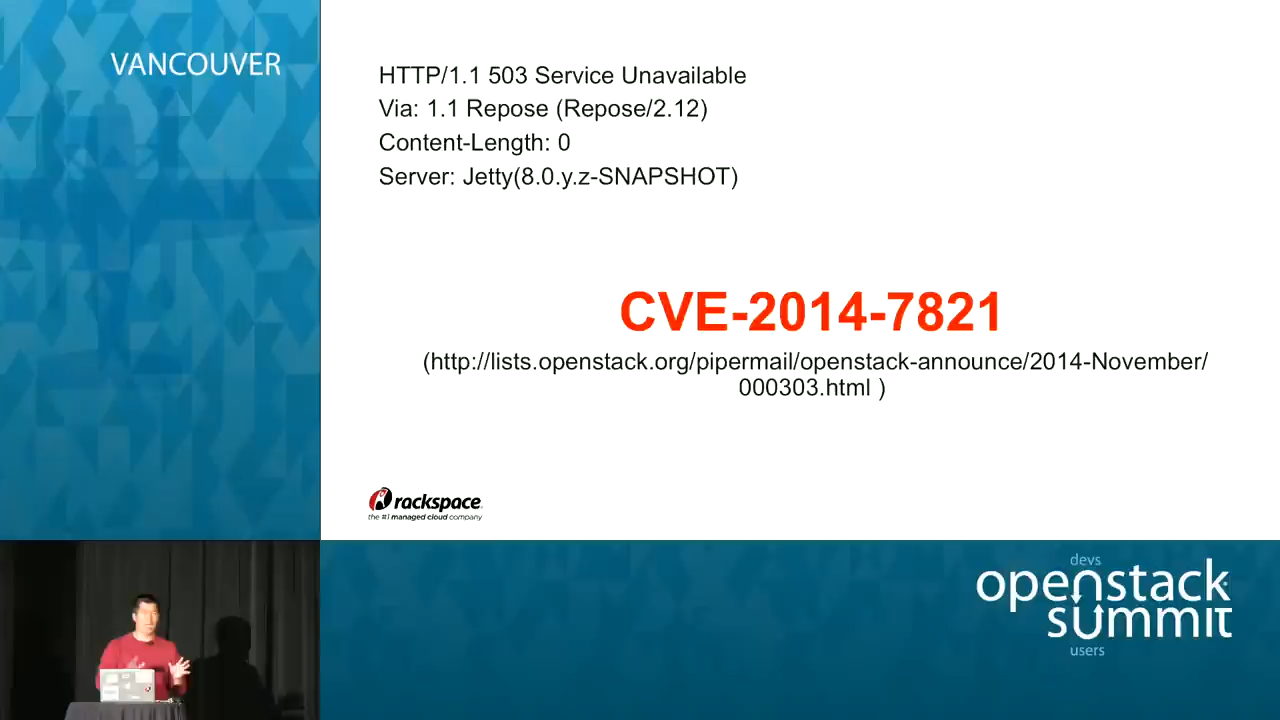 VANCOUVER
HTTP/1.1 503 Service Unavailable
Via: 1.1 Repose (Repose/2.12)
Content-Length: 0
Server: Jetty(8.0.y.z-SNAPSHOT)
CVE-2014-7821
(http://lists.openstack.org/pipermail/openstack-announce/2014-November/
000303.html )
rackspace
the #1 managed cloud company
devs
openstack
summit
users